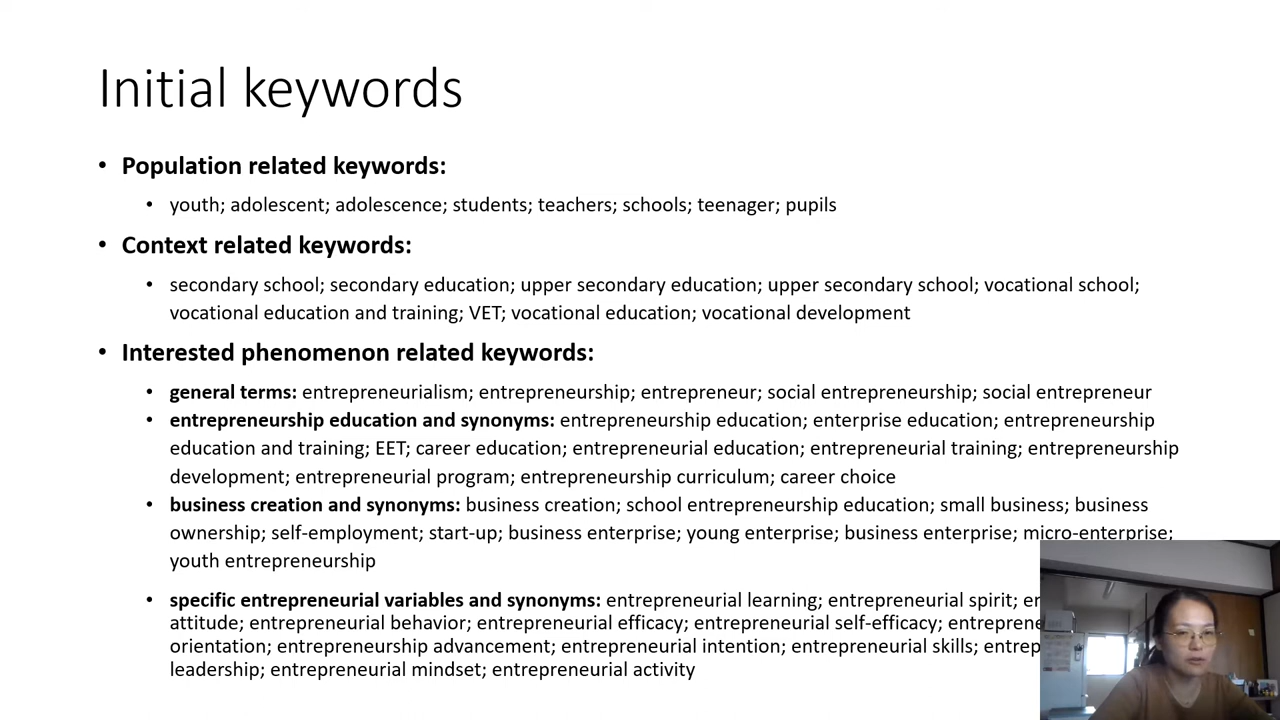 Initial keywords
• Population related keywords:
• youth; adolescent; adolescence; students; teachers; schools; teenager; pupils
• Context related keywords:
• secondary school; secondary education; upper secondary education; upper secondary school; vocational school;
vocational education and training; VET; vocational education; vocational development
• Interested phenomenon related keywords:
• general terms: entrepreneurialism; entrepreneurship; entrepreneur; social entrepreneurship; social entrepreneur
• entrepreneurship education and synonyms: entrepreneurship education; enterprise education; entrepreneurship
education and training; EET; career education; entrepreneurial education; entrepreneurial training; entrepreneurship
development; entrepreneurial program; entrepreneurship curriculum; career choice
• business creation and synonyms: business creation; school entrepreneurship education; small business; business
ownership; self-employment; start-up; business enterprise; young enterprise; business enterprise; micro-enterprise;
youth entrepreneurship
• specific entrepreneurial variables and synonyms: entrepreneurial learning; entrepreneurial spirit;
attitude; entrepreneurial behavior; entrepreneurial efficacy; entrepreneurial self-efficacy;
orientation; entrepreneurship advancement; entrepreneurial intention; entrepreneurial skills;
leadership; entrepreneurial mindset; entrepreneurial activity